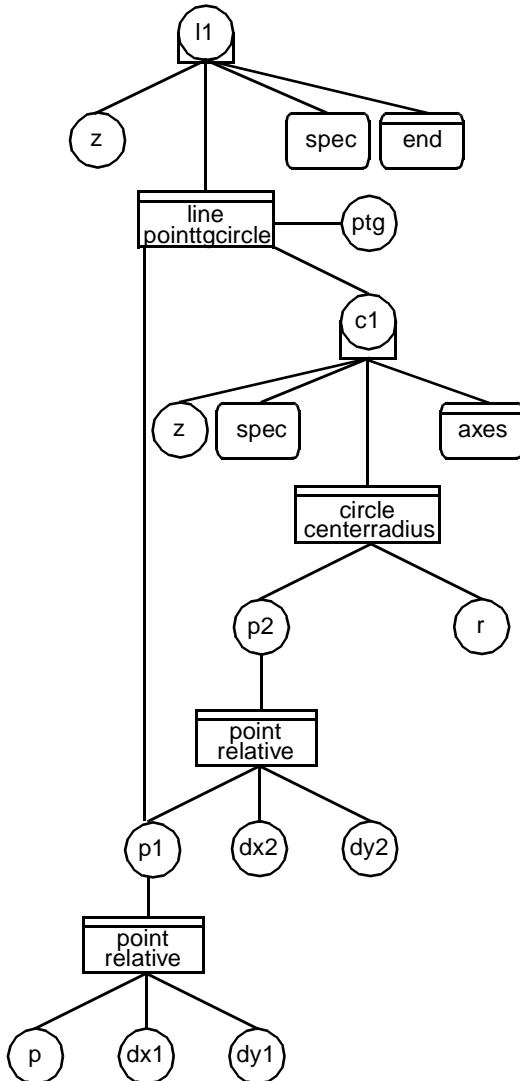 l1
z
spec
end
line
pointtgcircle
ptg
c1
z
spec
axes
circle
centerradius
p2
r
point
relative
p1
dx2
dy2
point
relative
p
dx1
dy1